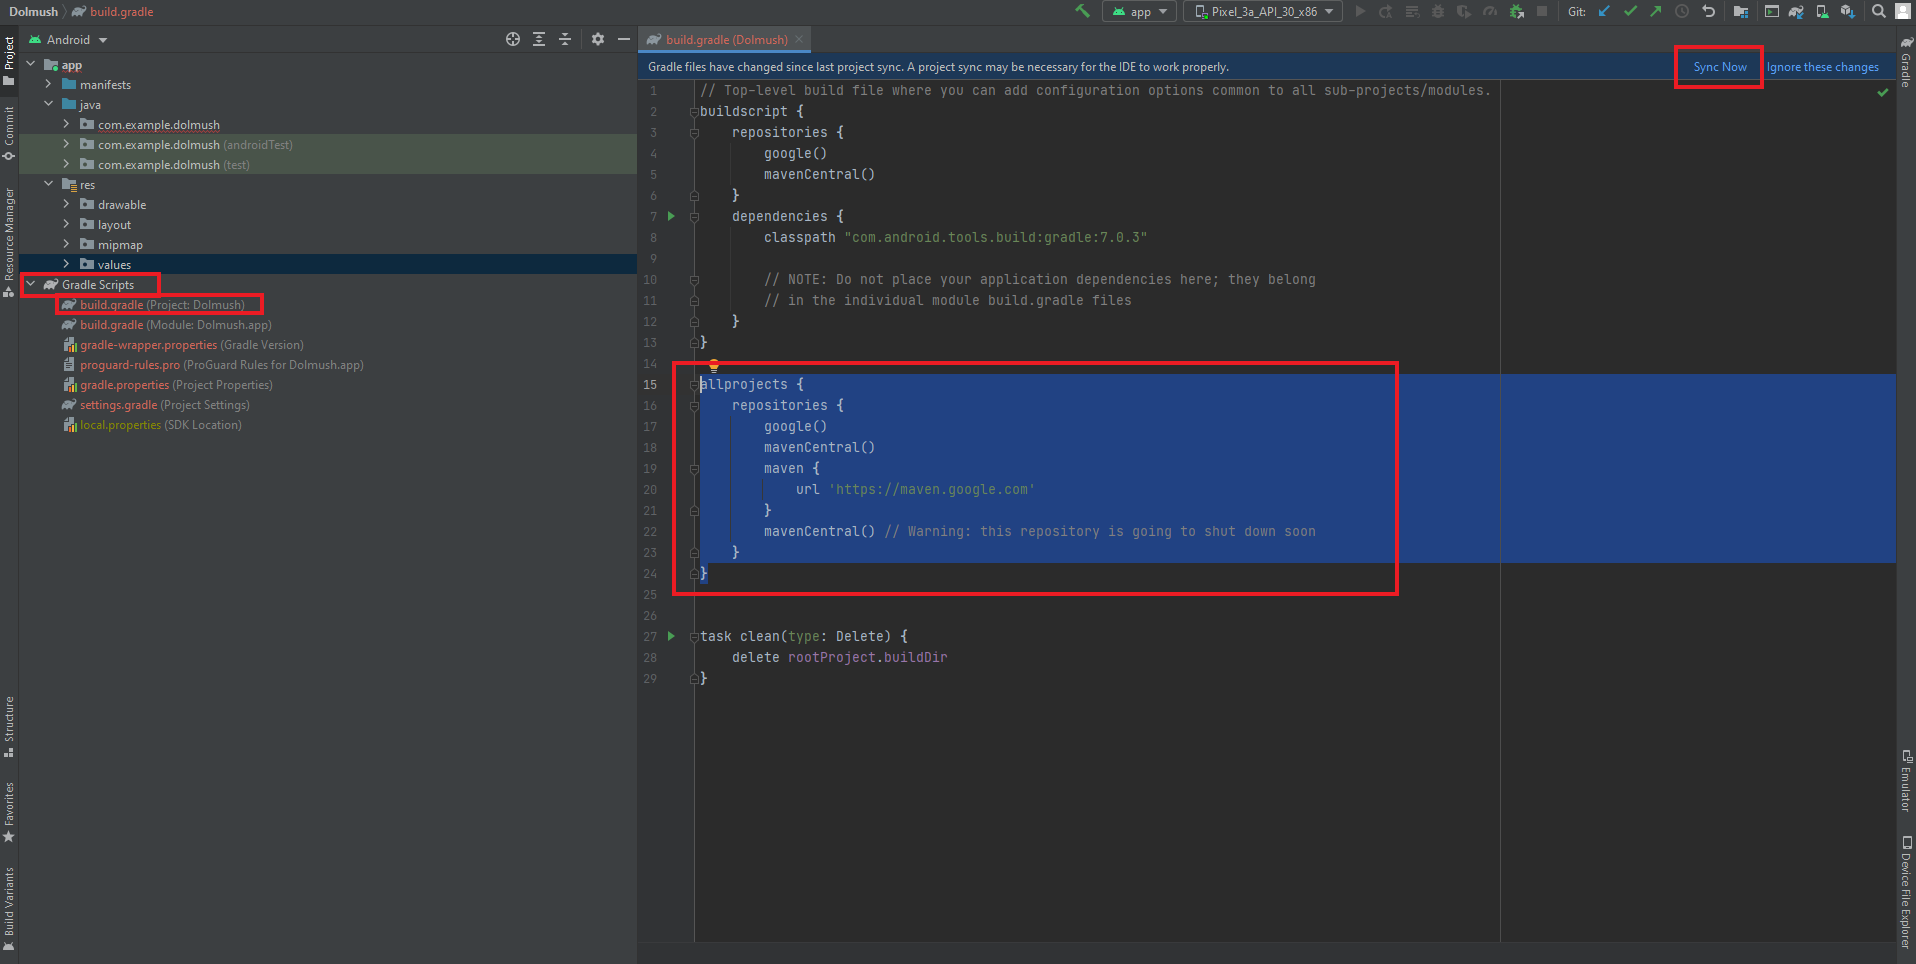 Dolmush
build.gradle
app
Pixel_3a_API_30_x86
Git:
Project
Commit
Resource Manager
Structure
Favorites
Build Variants
Android
app
manifests
java
com.example.dolmush
com.example.dolmush (androidTest)
com.example.dolmush (test)
res
drawable
layout
mipmap
values
Gradle Scripts
build.gradle (Project: Dolmush)
build.gradle (Module: Dolmush.app)
gradle-wrapper.properties (Gradle Version)
proguard-rules.pro (ProGuard Rules for Dolmush.app)
gradle.properties (Project Properties)
settings.gradle (Project Settings)
local.properties (SDK Location)
build.gradle (Dolmush)
Gradle files have changed since last project sync. A project sync may be necessary for the IDE to work properly.
Sync Now
Ignore these changes
1 // Top-level build file where you can add configuration options common to all sub-projects/modules.
2 buildscript {
3 repositories {
4 google()
5 mavenCentral()
6 }
7 dependencies {
8 classpath "com.android.tools.build:gradle:7.0.3"
9
10 // NOTE: Do not place your application dependencies here; they belong
11 // in the individual module build.gradle files
12 }
13 }
14
15 allprojects {
16 repositories {
17 google()
18 mavenCentral()
19 maven {
20 url 'https://maven.google.com'
21 }
22 mavenCentral() // Warning: this repository is going to shut down soon
23 }
24 }
25
26
27 task clean(type: Delete) {
28 delete rootProject.buildDir
29 }
Gradle
Emulator
Device File Explorer